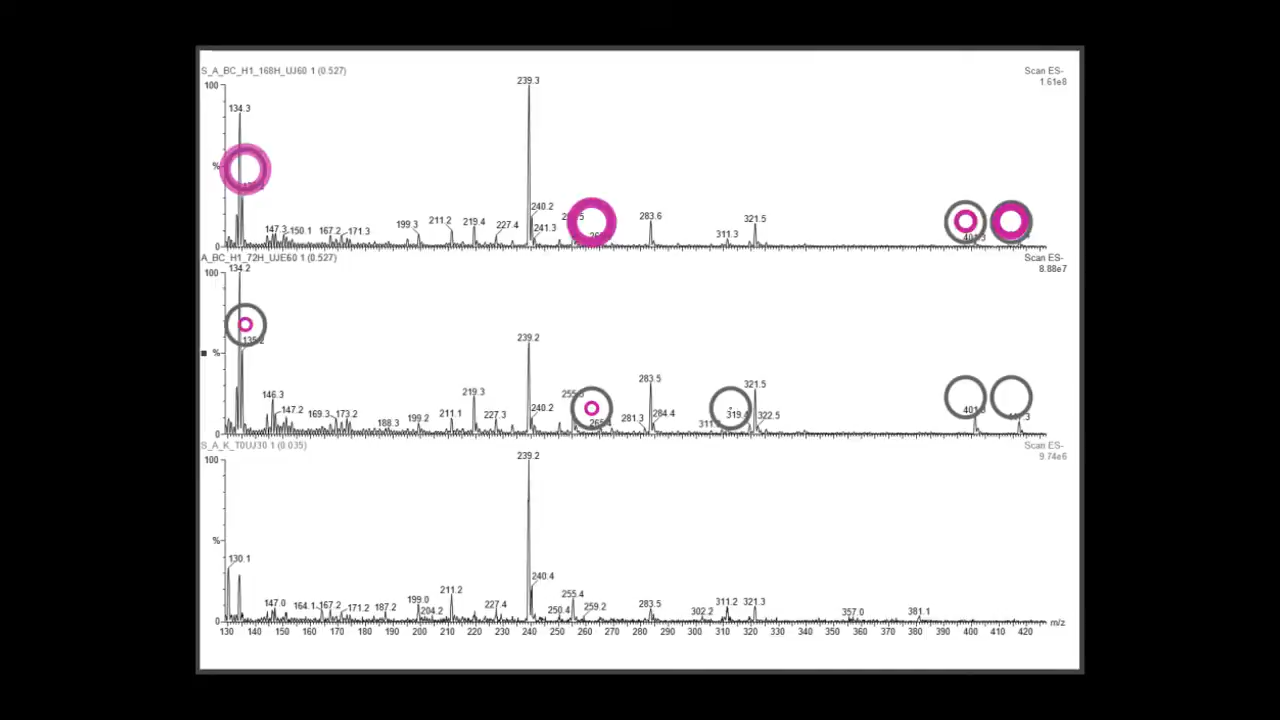 S_A_BC_H1_168H_UJ60 1 (0.527) Scan ES-
1.61e8
100 239.3
134.3
%
240.2 283.6
147.3 150.1 167.2 171.3 199.3 211.2 219.4 227.4 241.3 311.3 321.5
0
A_BC_H1_72H_UJE60 1 (0.527) Scan ES-
8.88e7
100 134.2
239.2
%
283.5 321.5
146.3 147.2 169.3 173.2 188.3 199.2 211.1 219.3 227.3 240.2 281.3 284.4 322.5
0
S_A_K_T0UJ30 1 (0.035) Scan ES-
9.74e6
100 239.2
%
130.1 240.4
147.0 164.1 167.2 171.2 187.2 199.0 204.2 211.2 227.4 250.4 255.4 259.2 283.5 302.2 311.2 321.3 357.0 381.1
0
130 140 150 160 170 180 190 200 210 220 230 240 250 260 270 280 290 300 310 320 330 340 350 360 370 380 390 400 410 420 m/z